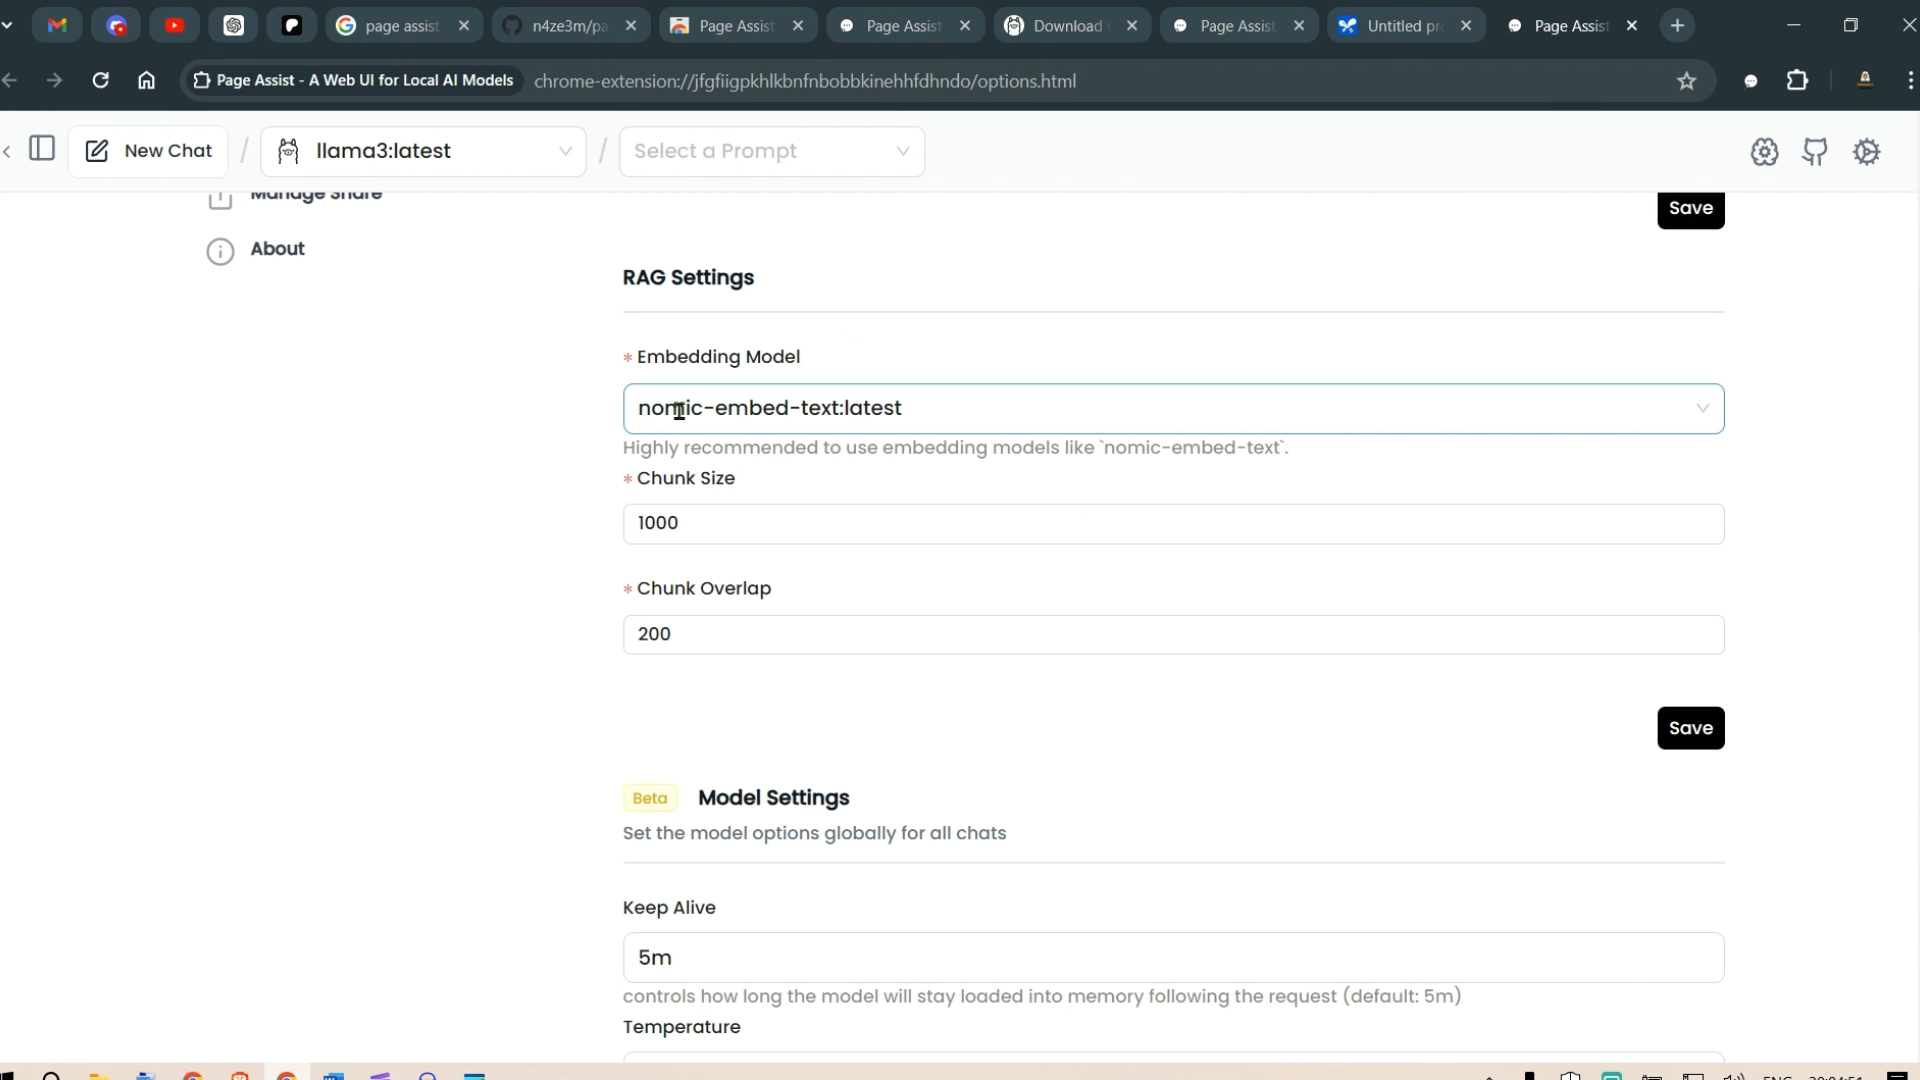 page assist
n4ze3m/pa
Page Assist
Page Assist
Download
Page Assist
Untitled pr
Page Assist
Page Assist - A Web UI for Local AI Models
chrome-extension://jfgfiigpkhlkbnfnbobbkinehhfdhndo/options.html
New Chat / llama3:latest / Select a Prompt
Manage Share
Save
About
RAG Settings
* Embedding Model
nomic-embed-text:latest
Highly recommended to use embedding models like `nomic-embed-text`.
* Chunk Size
1000
* Chunk Overlap
200
Save
Beta Model Settings
Set the model options globally for all chats
Keep Alive
5m
controls how long the model will stay loaded into memory following the request (default: 5m)
Temperature